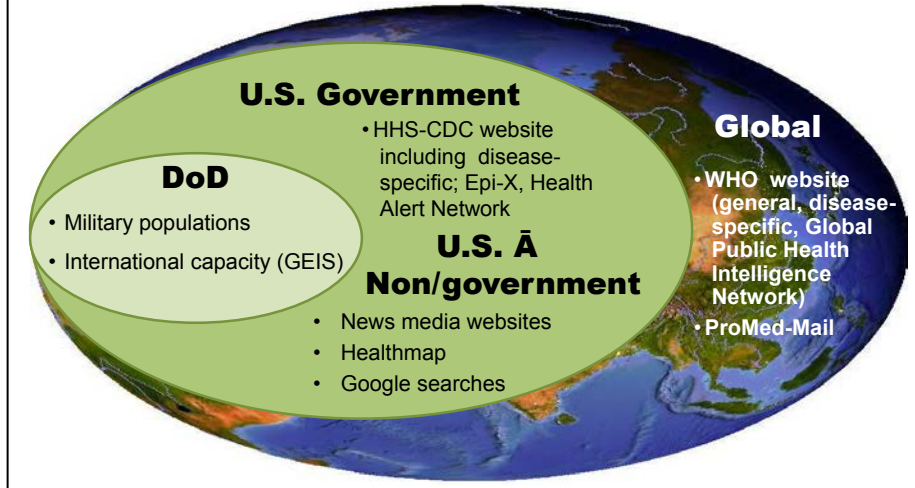 U.S. Government
• HHS-CDC website
including disease-
specific; Epi-X, Health
Alert Network
DoD
• Military populations
• International capacity (GEIS)
U.S. Ā
Non/government
• News media websites
• Healthmap
• Google searches
Global
• WHO website
(general, disease-
specific, Global
Public Health
Intelligence
Network)
• ProMed-Mail